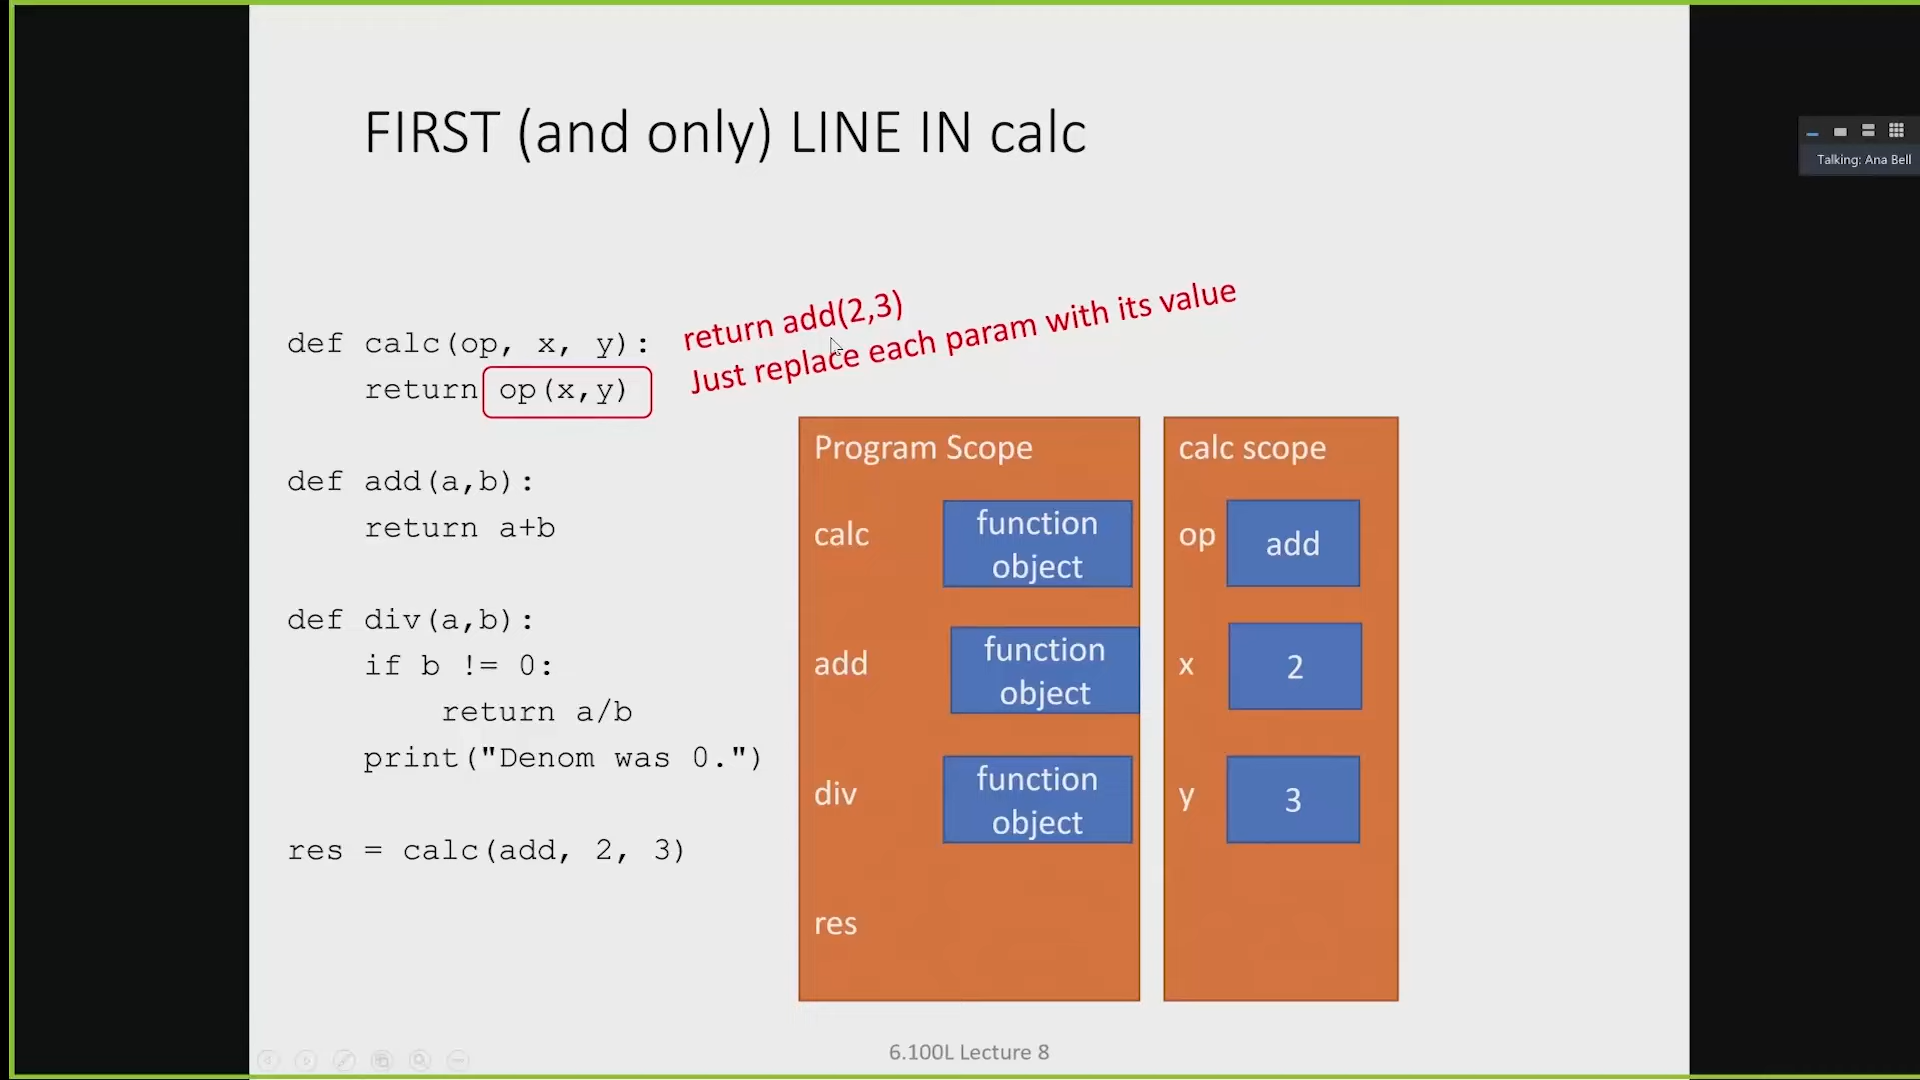 FIRST (and only) LINE IN calc
Talking: Ana Bell
return add(2,3)
Just replace each param with its value
def calc(op, x, y):
    return op(x,y)
def add(a,b):
    return a+b
def div(a,b):
    if b != 0:
        return a/b
    print("Denom was 0.")
res = calc(add, 2, 3)
Program Scope
calc
function
object
add
function
object
div
function
object
res
calc scope
op
add
x
2
y
3
6.100L Lecture 8